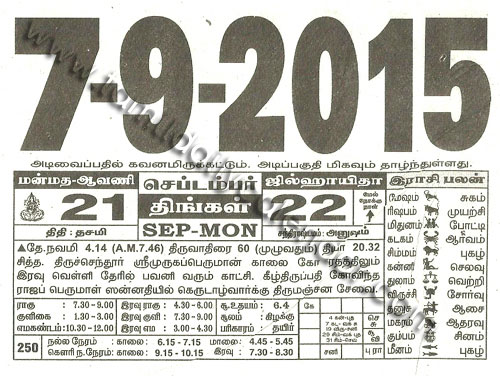 7-9-2015
அடிவைப்பதில் கவனமிருக்கட்டும். அடிப்பகுதி மிகவும் தாழ்ந்துள்ளது.
மன்மத-ஆவணி செப்டம்பர் ஜில்ஹாயிதா இராசி பலன்
21 திங்கள் 22 மேல் நோக்கு நாள்
திதி : தசமி SEP-MON அனுஷம்
▲தே.நவமி 4.14 (A.M.7.46) திருவாதிரை 60 (முழுவதும்) தியா 20.32
சித்த, திருச்செந்தூர் ஸ்ரீமுருகப்பெருமான் காலை கோரதத்திலும்
இரவு வெள்ளி தேரில் பவனி வரும் காட்சி. கீழ்திருப்பதி கோவிந்த
ராஜப் பெருமாள் ஸன்னதியில் கெருடாழ்வார்க்கு திருமஞ்சன சேவை.
மேஷம் சுகம்
ரிஷபம் முயற்சி
மிதுனம் போட்டி
கடகம் ஆர்வம்
சிம்மம் புகழ்
கன்னி செலவு
துலாம் வெற்றி
விருச்சி சோர்வு
தனுசு ஆசை
மகரம் ஆதரவு
கும்பம் சினம்
மீனம் புகழ்
ராகு : 7.30 - 9.00 இரவு ராகு : 4.30 - 6.00 சூ.உதயம் : 6.4
குளிகை : 1.30 - 3.00 இரவு குளி : 7.30 - 9.00 சூலம் : கிழக்கு
எமகண்டம்:10.30 - 12.00 இரவு எம : 3.00 - 4.30 பரிகாரம் : தயிர்
250 நல்ல நேரம் : காலை: 6.15 - 7.15 மாலை: 4.45 - 5.45
கௌரி ந.நேரம்: காலை: 9.15 - 10.15 இரவு : 7.30 - 8.30
கே
சனி